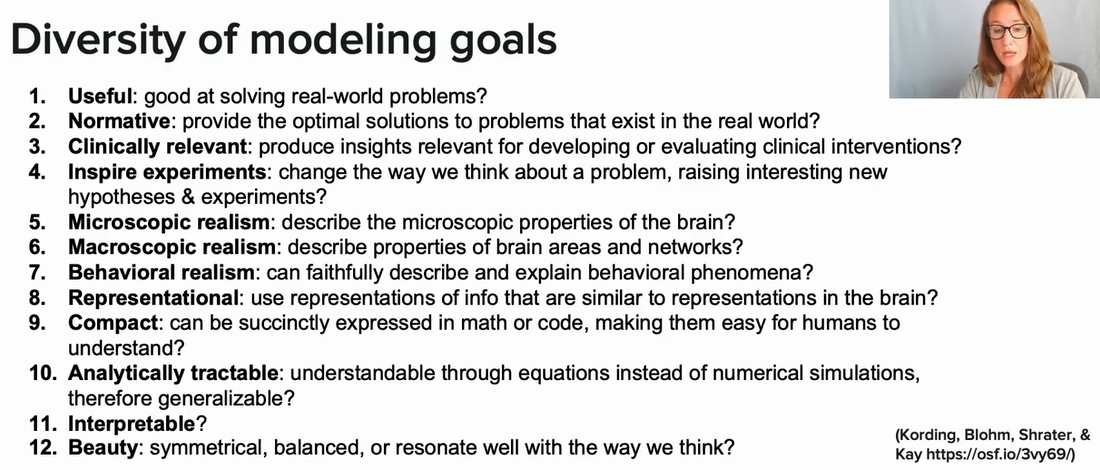 Diversity of modeling goals
1. Useful: good at solving real-world problems?
2. Normative: provide the optimal solutions to problems that exist in the real world?
3. Clinically relevant: produce insights relevant for developing or evaluating clinical interventions?
4. Inspire experiments: change the way we think about a problem, raising interesting new
hypotheses & experiments?
5. Microscopic realism: describe the microscopic properties of the brain?
6. Macroscopic realism: describe properties of brain areas and networks?
7. Behavioral realism: can faithfully describe and explain behavioral phenomena?
8. Representational: use representations of info that are similar to representations in the brain?
9. Compact: can be succinctly expressed in math or code, making them easy for humans to
understand?
10. Analytically tractable: understandable through equations instead of numerical simulations,
therefore generalizable?
11. Interpretable?
12. Beauty: symmetrical, balanced, or resonate well with the way we think?
(Kording, Blohm, Shrater, &
Kay https://osf.io/3vy69/)